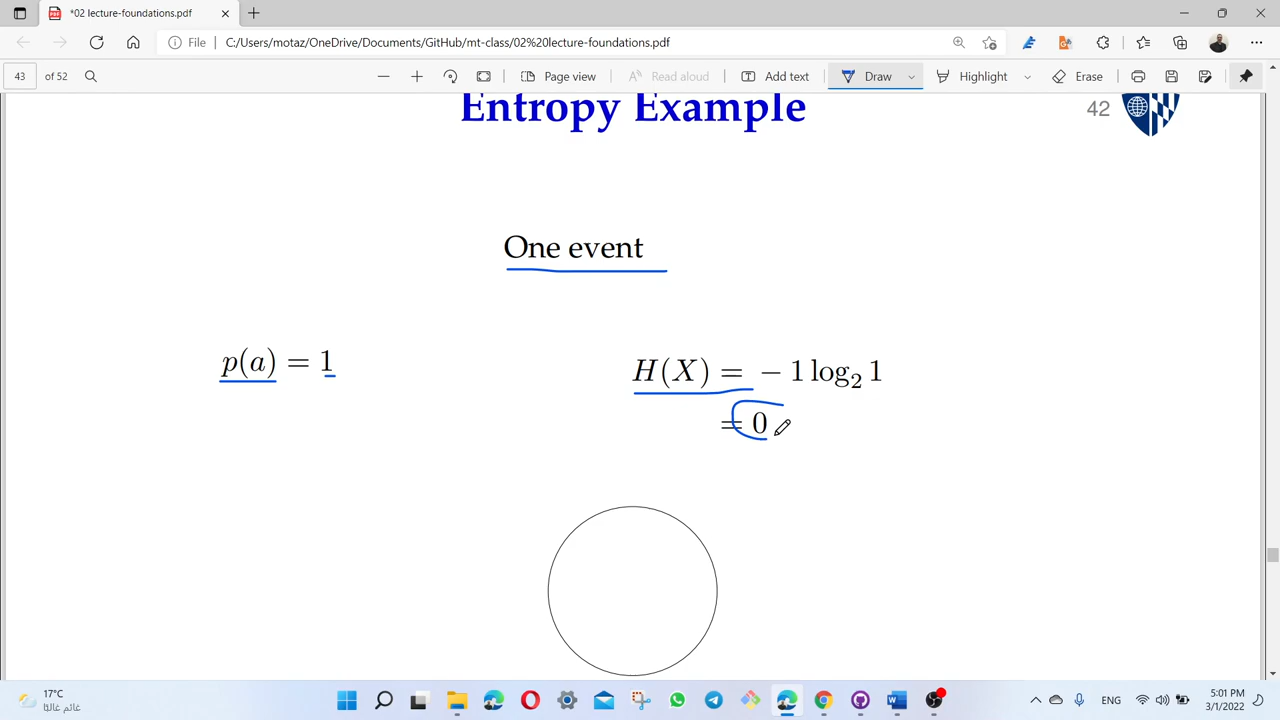 *02 lecture-foundations.pdf
File C:/Users/motaz/OneDrive/Documents/GitHub/mt-class/02%20lecture-foundations.pdf
43 of 52 Page view Read aloud Add text Draw Highlight Erase
Entropy Example 42
One event
p(a) = 1
H(X) = − 1 log₂ 1
= 0
17°C
غائم غالبًا
ENG
5:01 PM
3/1/2022